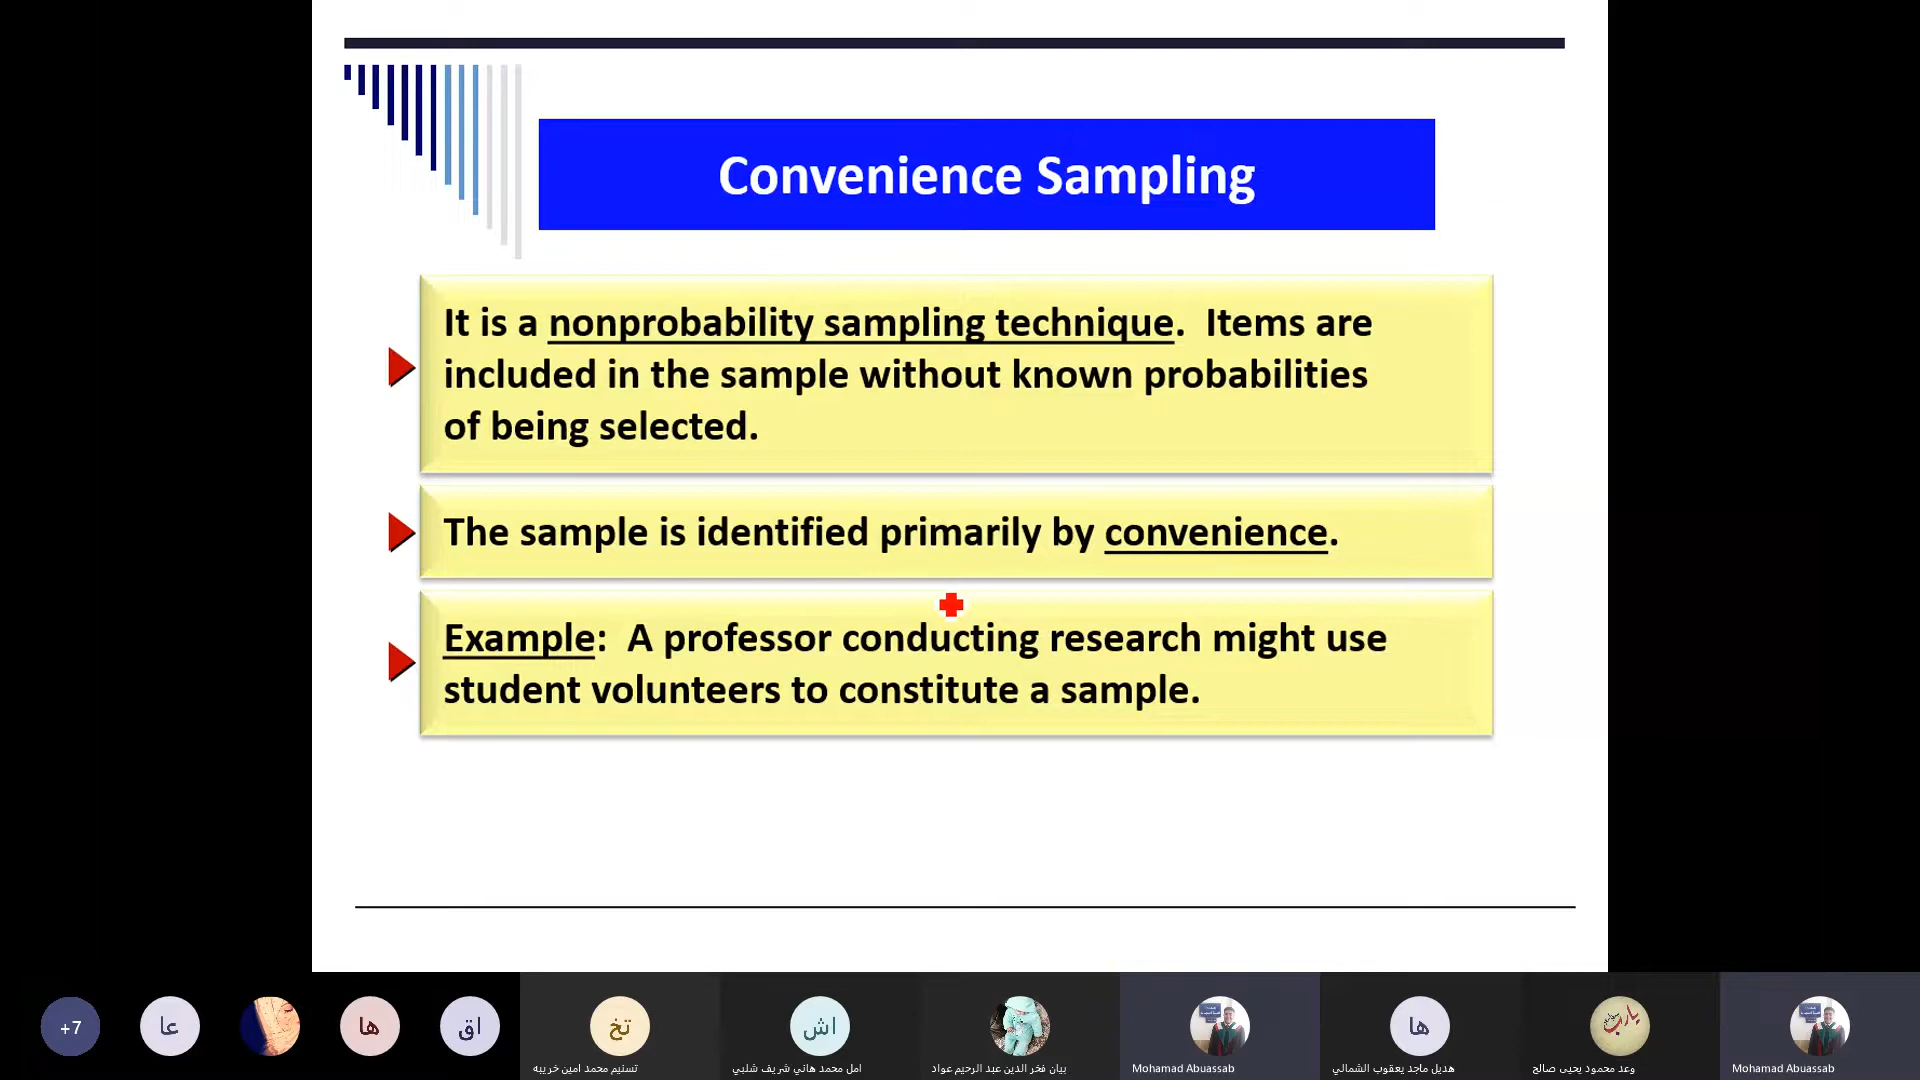 Convenience Sampling
It is a nonprobability sampling technique.  Items are
included in the sample without known probabilities
of being selected.
The sample is identified primarily by convenience.
Example:  A professor conducting research might use
student volunteers to constitute a sample.
+7
عا
ها
اق
تخ
اش
ها
تسنيم محمد امين خريبه
امل محمد هاني شريف شلبي
بيان فخر الدين عبد الرحيم عواد
Mohamad Abuassab
هديل ماجد يعقوب الشمالي
وعد محمود يحيى صالح
Mohamad Abuassab